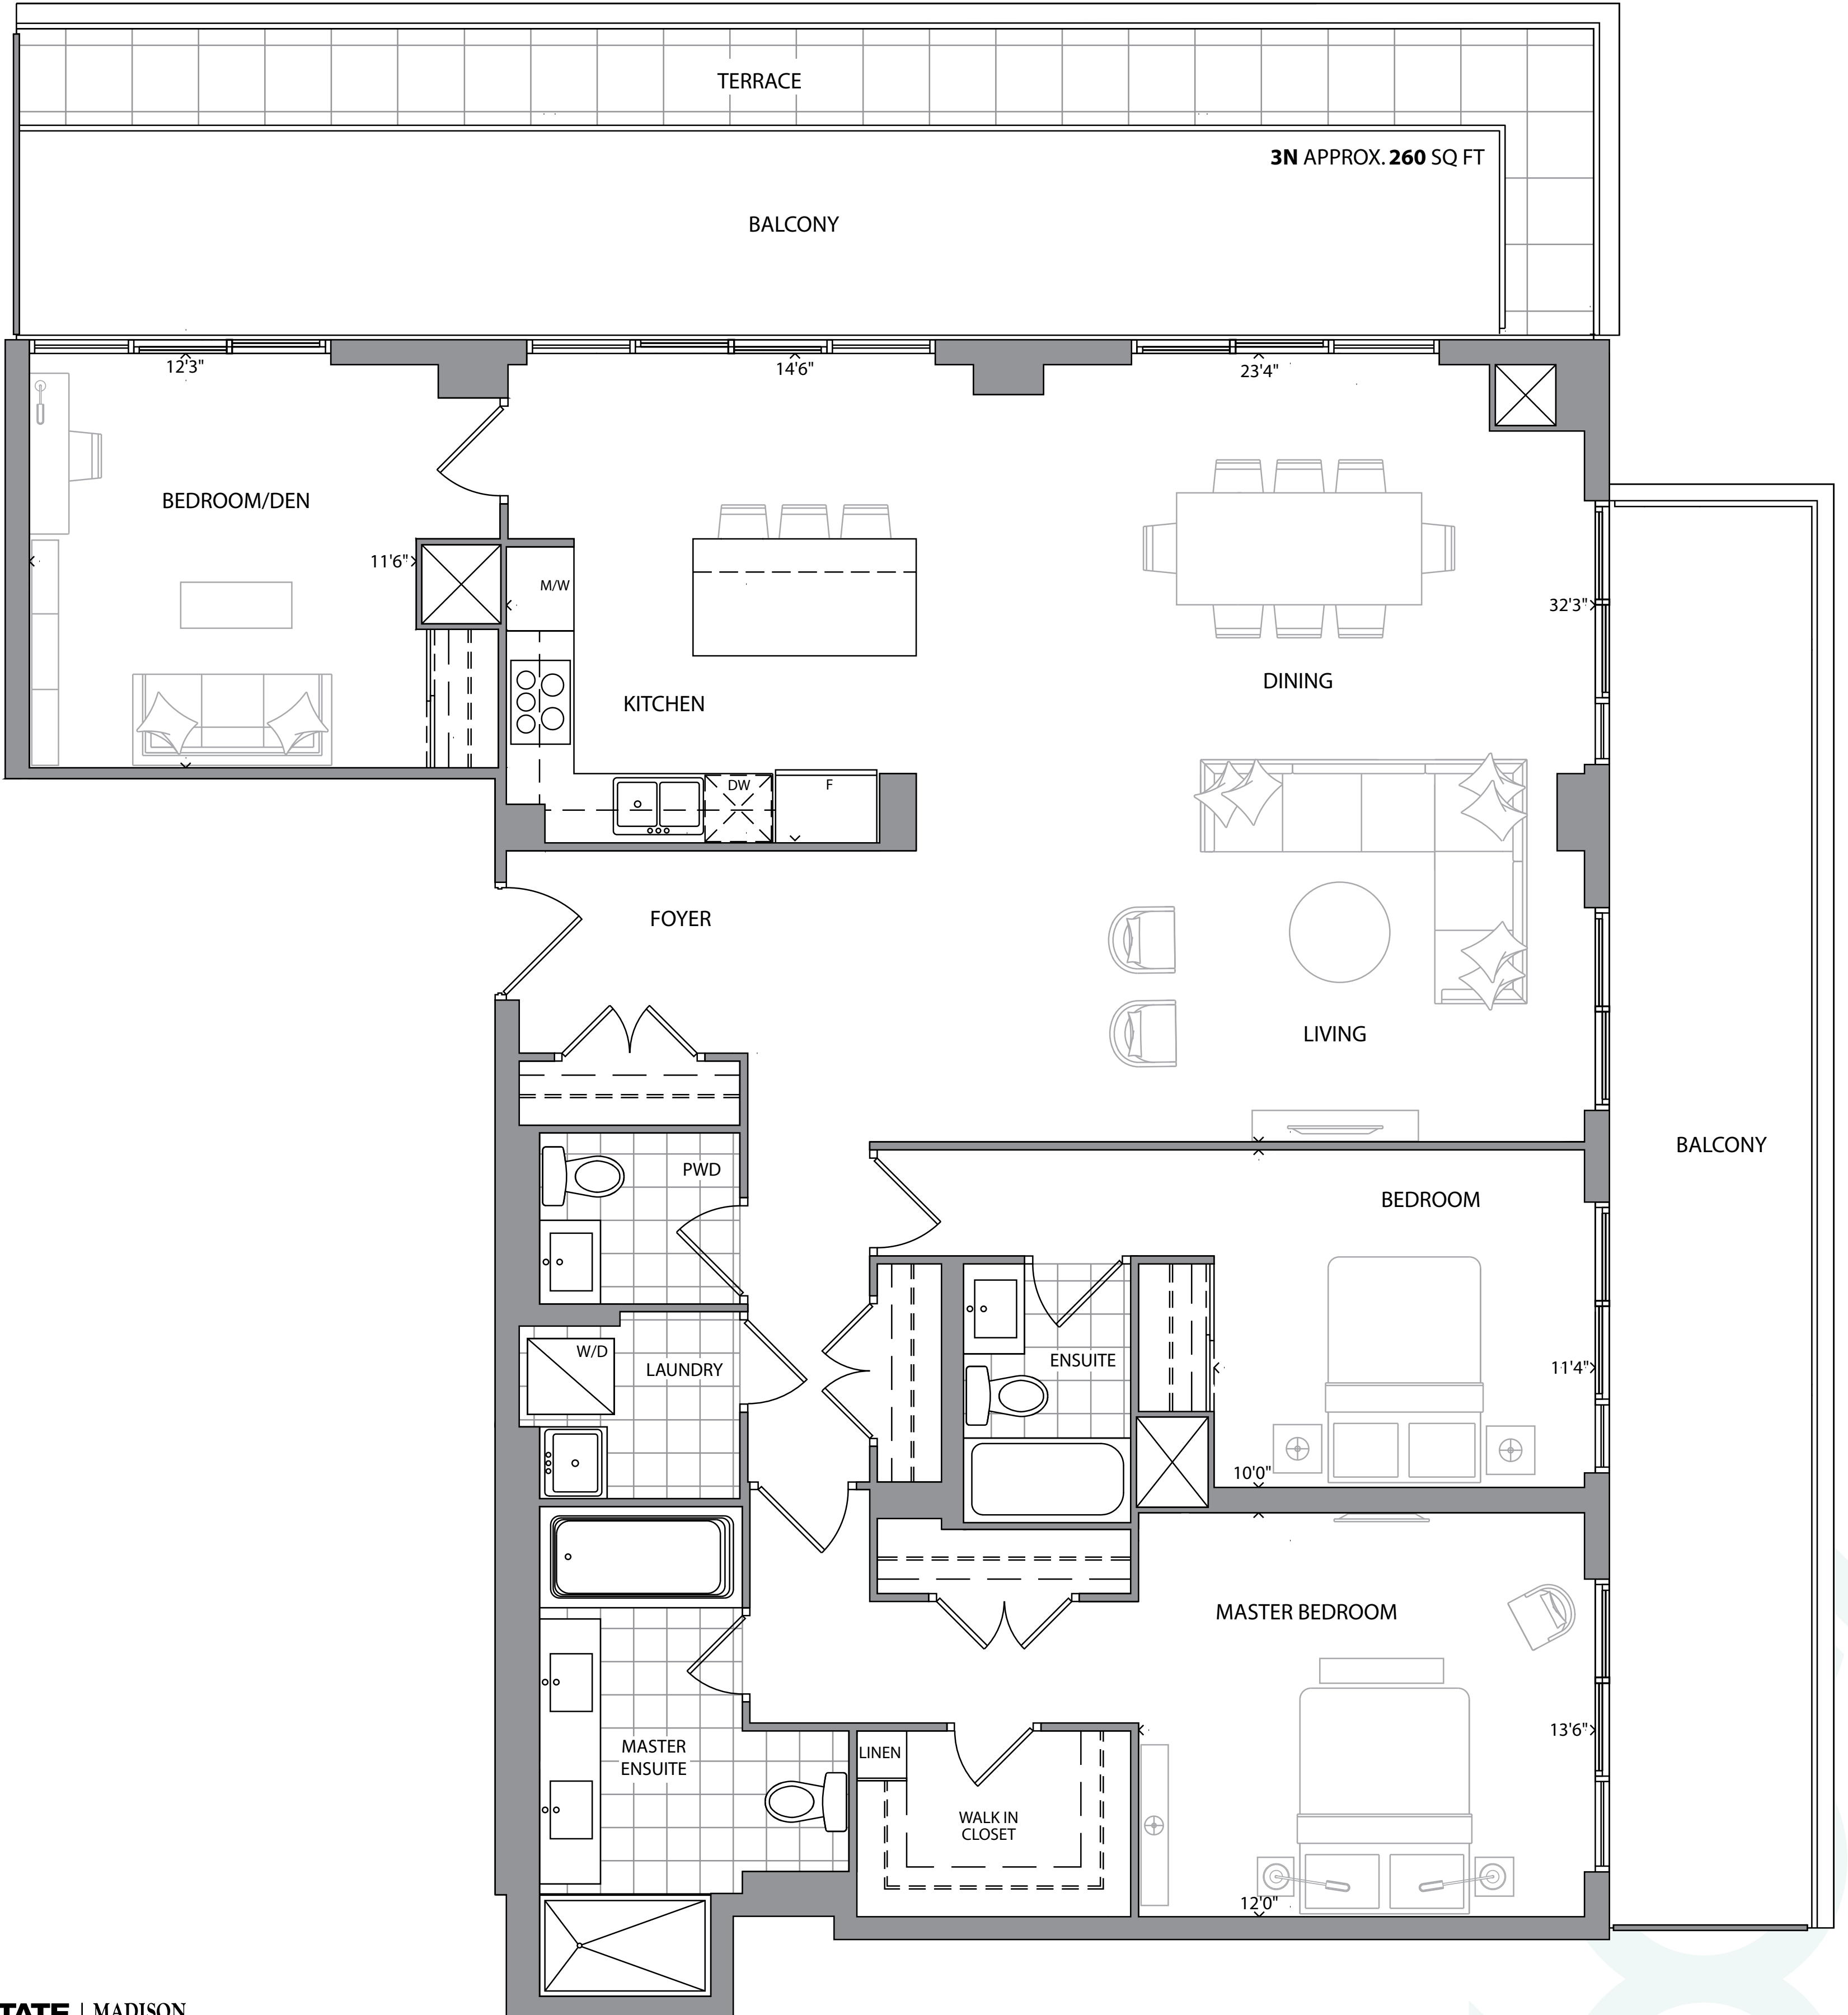 TERRACE
3N APPROX. 260 SQ FT
BALCONY
12'3"
14'6"
23'4"
BEDROOM/DEN
11'6"
M/W
32'3"
DINING
KITCHEN
DW
F
FOYER
LIVING
BALCONY
PWD
BEDROOM
W/D
LAUNDRY
ENSUITE
11'4"
10'0"
MASTER BEDROOM
13'6"
MASTER
ENSUITE
LINEN
WALK IN
CLOSET
12'0"
TATE | MADISON